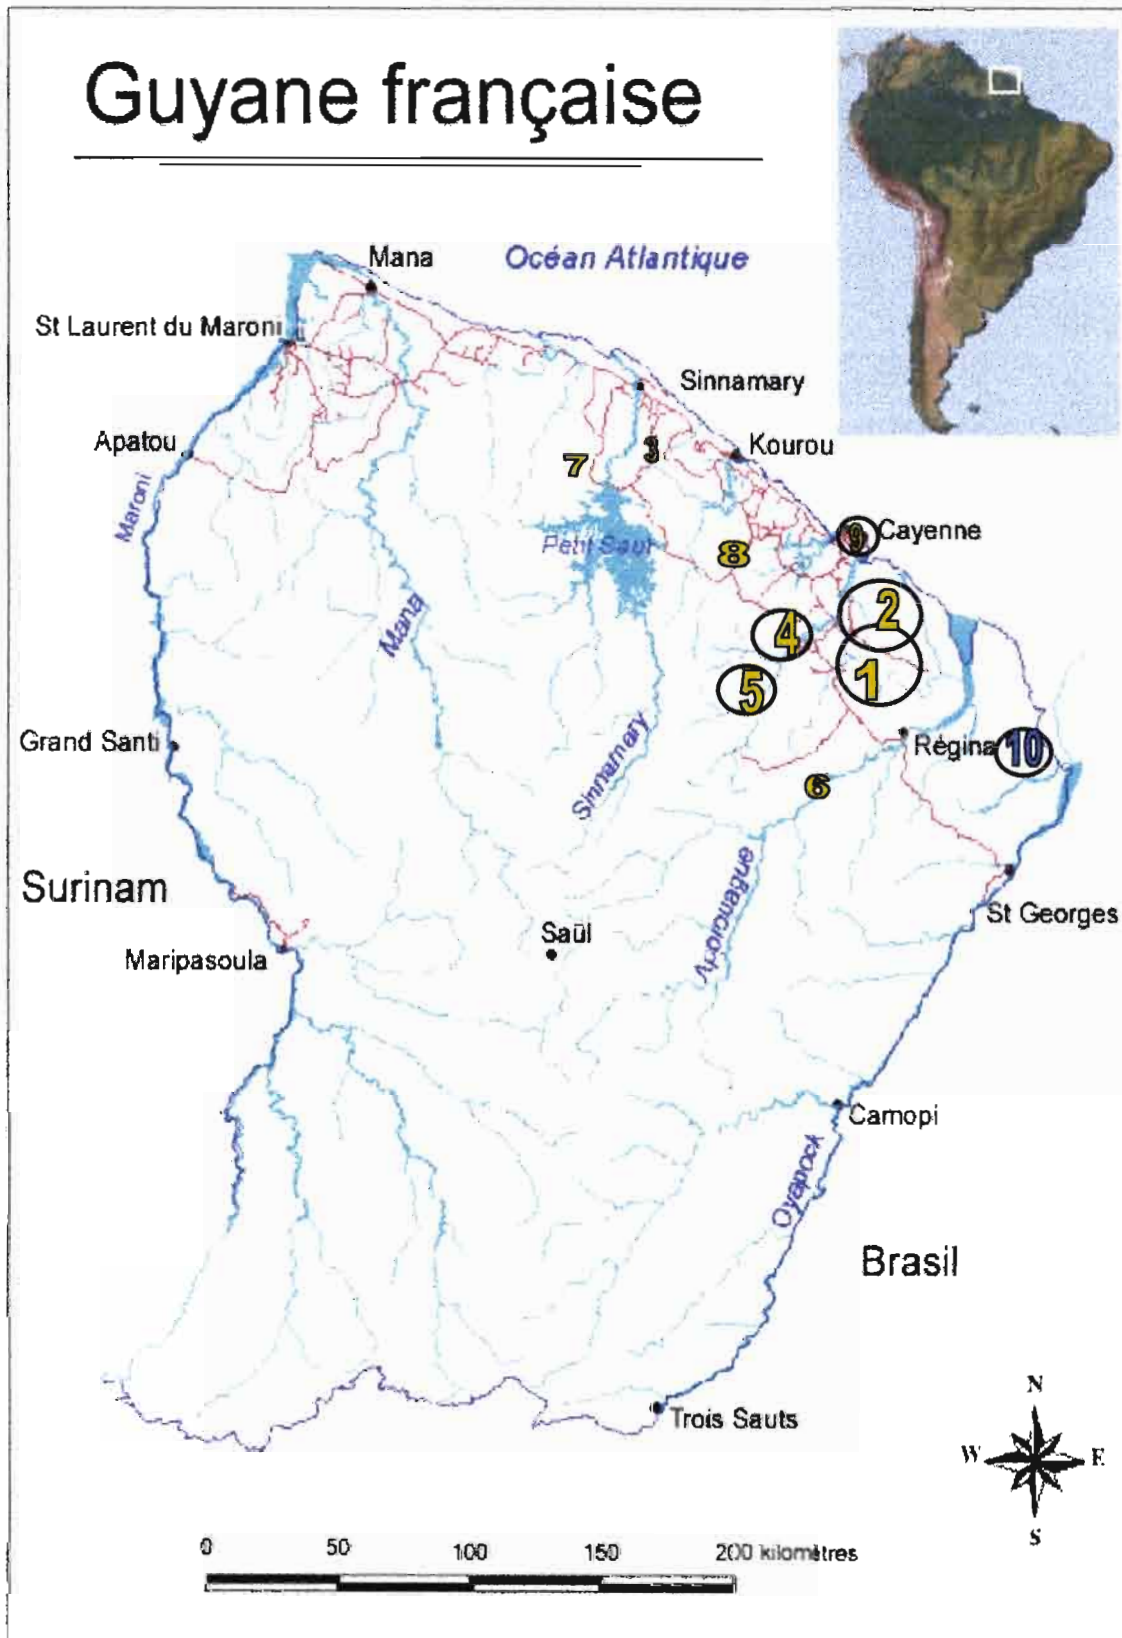 Guyane française
Mana
Océan Atlantique
St Laurent du Maroni
Sinnamary
Apatou
3
Kourou
7
Maroni
9
Cayenne
Petit Saut
8
Mana
2
4
1
5
Sinnamary
Grand Santi
Régina
10
6
Surinam
Approuague
St Georges
Saül
Maripasoula
Camopi
Oyapock
Brasil
Trois Sauts
N
W
E
S
0
50
100
150
200 kilomètres